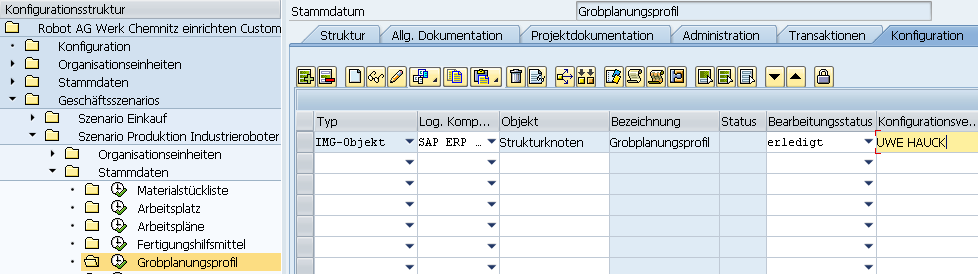 Konfigurationsstruktur
Robot AG Werk Chemnitz einrichten Custom
Konfiguration
Organisationseinheiten
Stammdaten
Geschäftsszenarios
Szenario Einkauf
Szenario Produktion Industrieroboter
Organisationseinheiten
Stammdaten
Materialstückliste
Arbeitsplatz
Arbeitspläne
Fertigungshilfsmittel
Grobplanungsprofil
Stammdatum Grobplanungsprofil
Struktur Allg. Dokumentation Projektdokumentation Administration Transaktionen Konfiguration
Typ Log. Komp... Objekt Bezeichnung Status Bearbeitungsstatus Konfigurationsve...
IMG-Objekt SAP ERP ... Strukturknoten Grobplanungsprofil erledigt UWE HAUCK